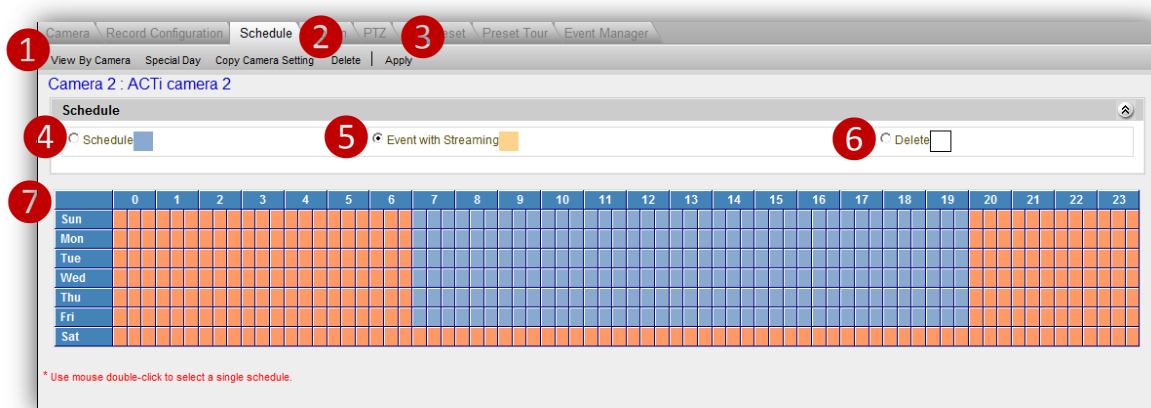 Camera Record Configuration Schedule PTZ Preset Tour Event Manager
1 2 3
View By Camera Special Day Copy Camera Setting Delete | Apply
Camera 2 : ACTi camera 2
Schedule
4 Schedule 5 Event with Streaming 6 Delete
7 0 1 2 3 4 5 6 7 8 9 10 11 12 13 14 15 16 17 18 19 20 21 22 23
Sun
Mon
Tue
Wed
Thu
Fri
Sat
* Use mouse double-click to select a single schedule.